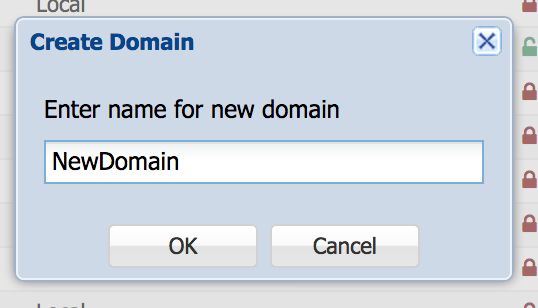 Local
Create Domain
Enter name for new domain
NewDomain
OK Cancel
Local